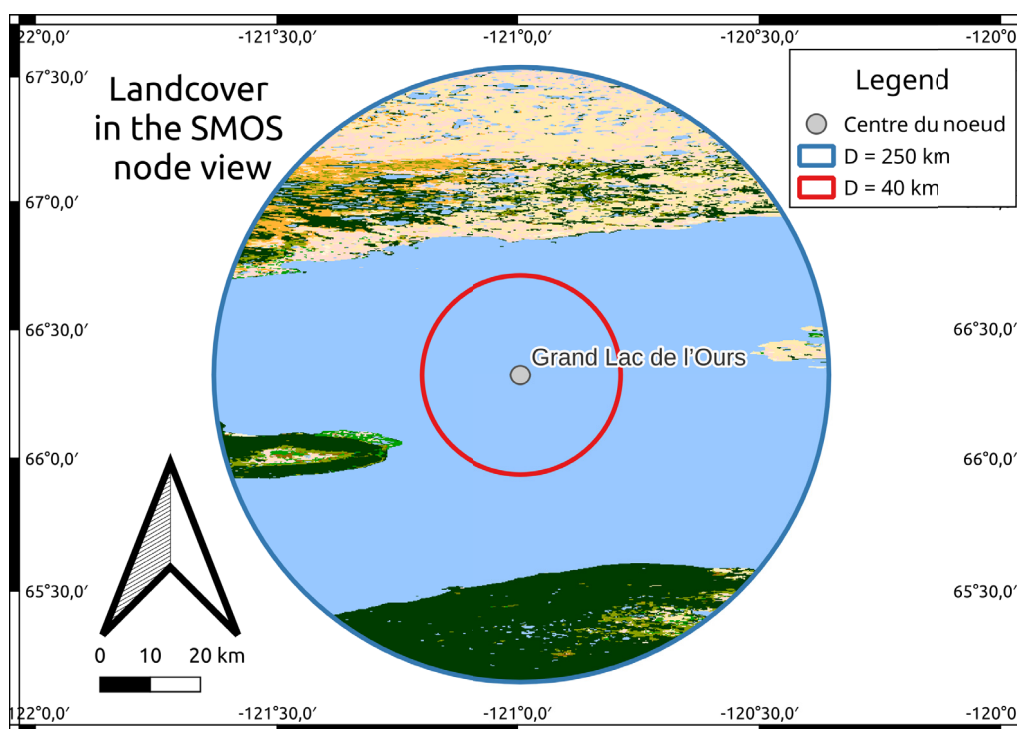 22°0,0′ -121°30,0′ -121°0,0′ -120°30,0′ -120°0
67°30,0′
Landcover
in the SMOS
node view
Legend
Centre du noeud
D = 250 km
D = 40 km
67°0,0′
66°30,0′ 66°30,0′
Grand Lac de l'Ours
66°0,0′ 66°0,0′
65°30,0′ 65°30,0′
0 10 20 km
122°0,0′ -121°30,0′ -121°0,0′ -120°30,0′ -120°0